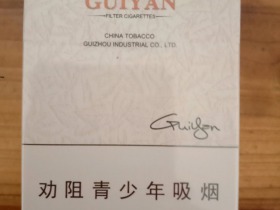 GUIYAN
FILTER CIGARETTES
CHINA TOBACCO
GUIZHOU INDUSTRIAL CO., LTD.
GuiYan
劝阻青少年吸烟